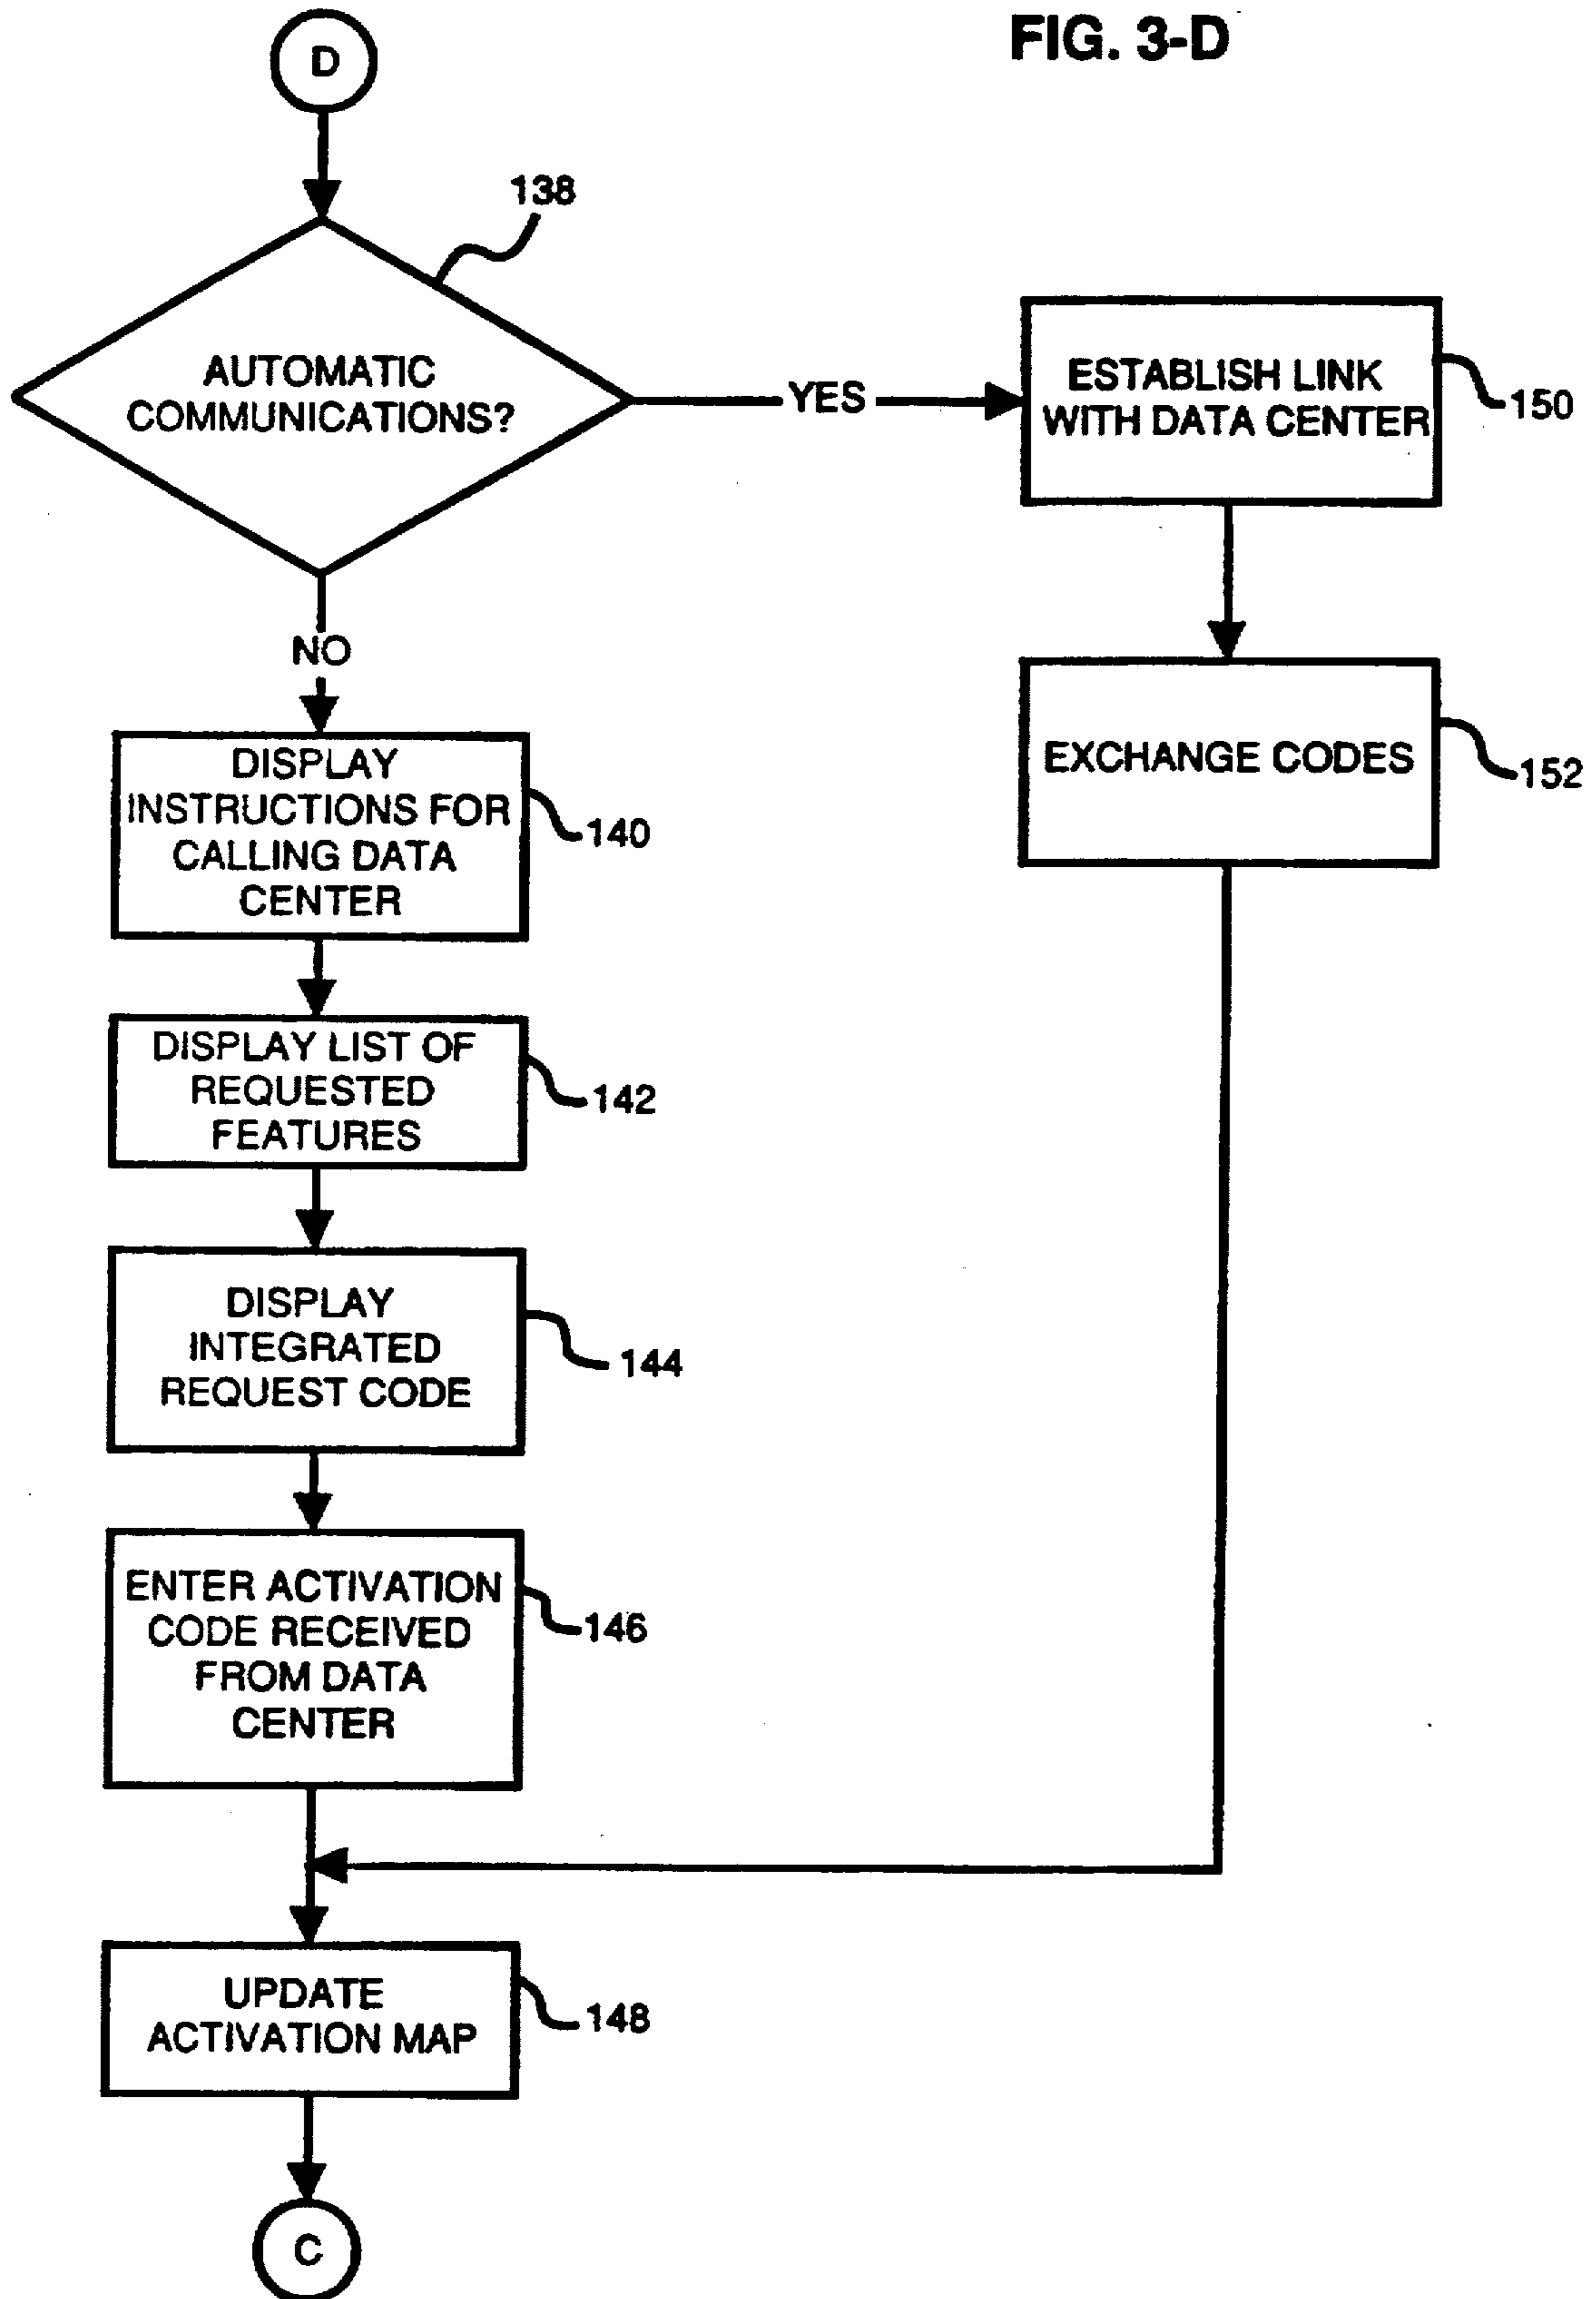 FIG. 3-D
D
138
AUTOMATIC
COMMUNICATIONS?
YES
ESTABLISH LINK
WITH DATA CENTER
150
NO
EXCHANGE CODES
152
DISPLAY
INSTRUCTIONS FOR
CALLING DATA
CENTER
140
DISPLAY LIST OF
REQUESTED
FEATURES
142
DISPLAY
INTEGRATED
REQUEST CODE
144
ENTER ACTIVATION
CODE RECEIVED
FROM DATA
CENTER
146
UPDATE
ACTIVATION MAP
148
C